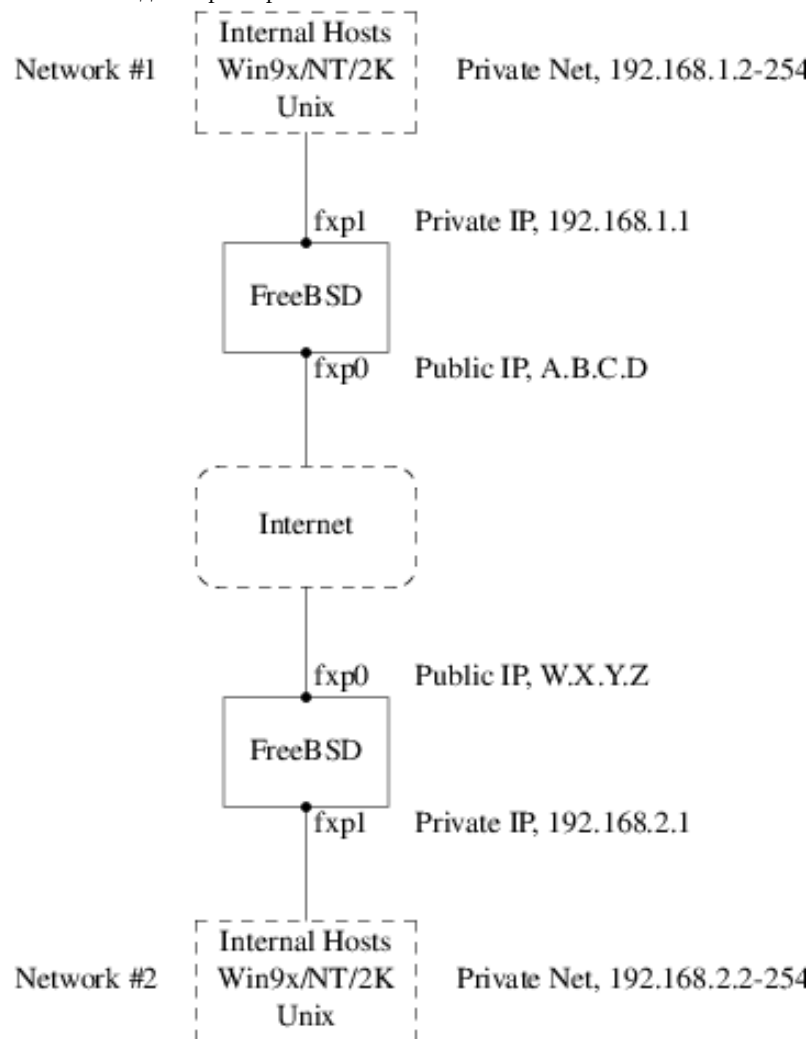 Internal Hosts
Network #1 Win9x/NT/2K Private Net, 192.168.1.2-254
Unix
fxp1 Private IP, 192.168.1.1
FreeBSD
fxp0 Public IP, A.B.C.D
Internet
fxp0 Public IP, W.X.Y.Z
FreeBSD
fxp1 Private IP, 192.168.2.1
Internal Hosts
Network #2 Win9x/NT/2K Private Net, 192.168.2.2-254
Unix